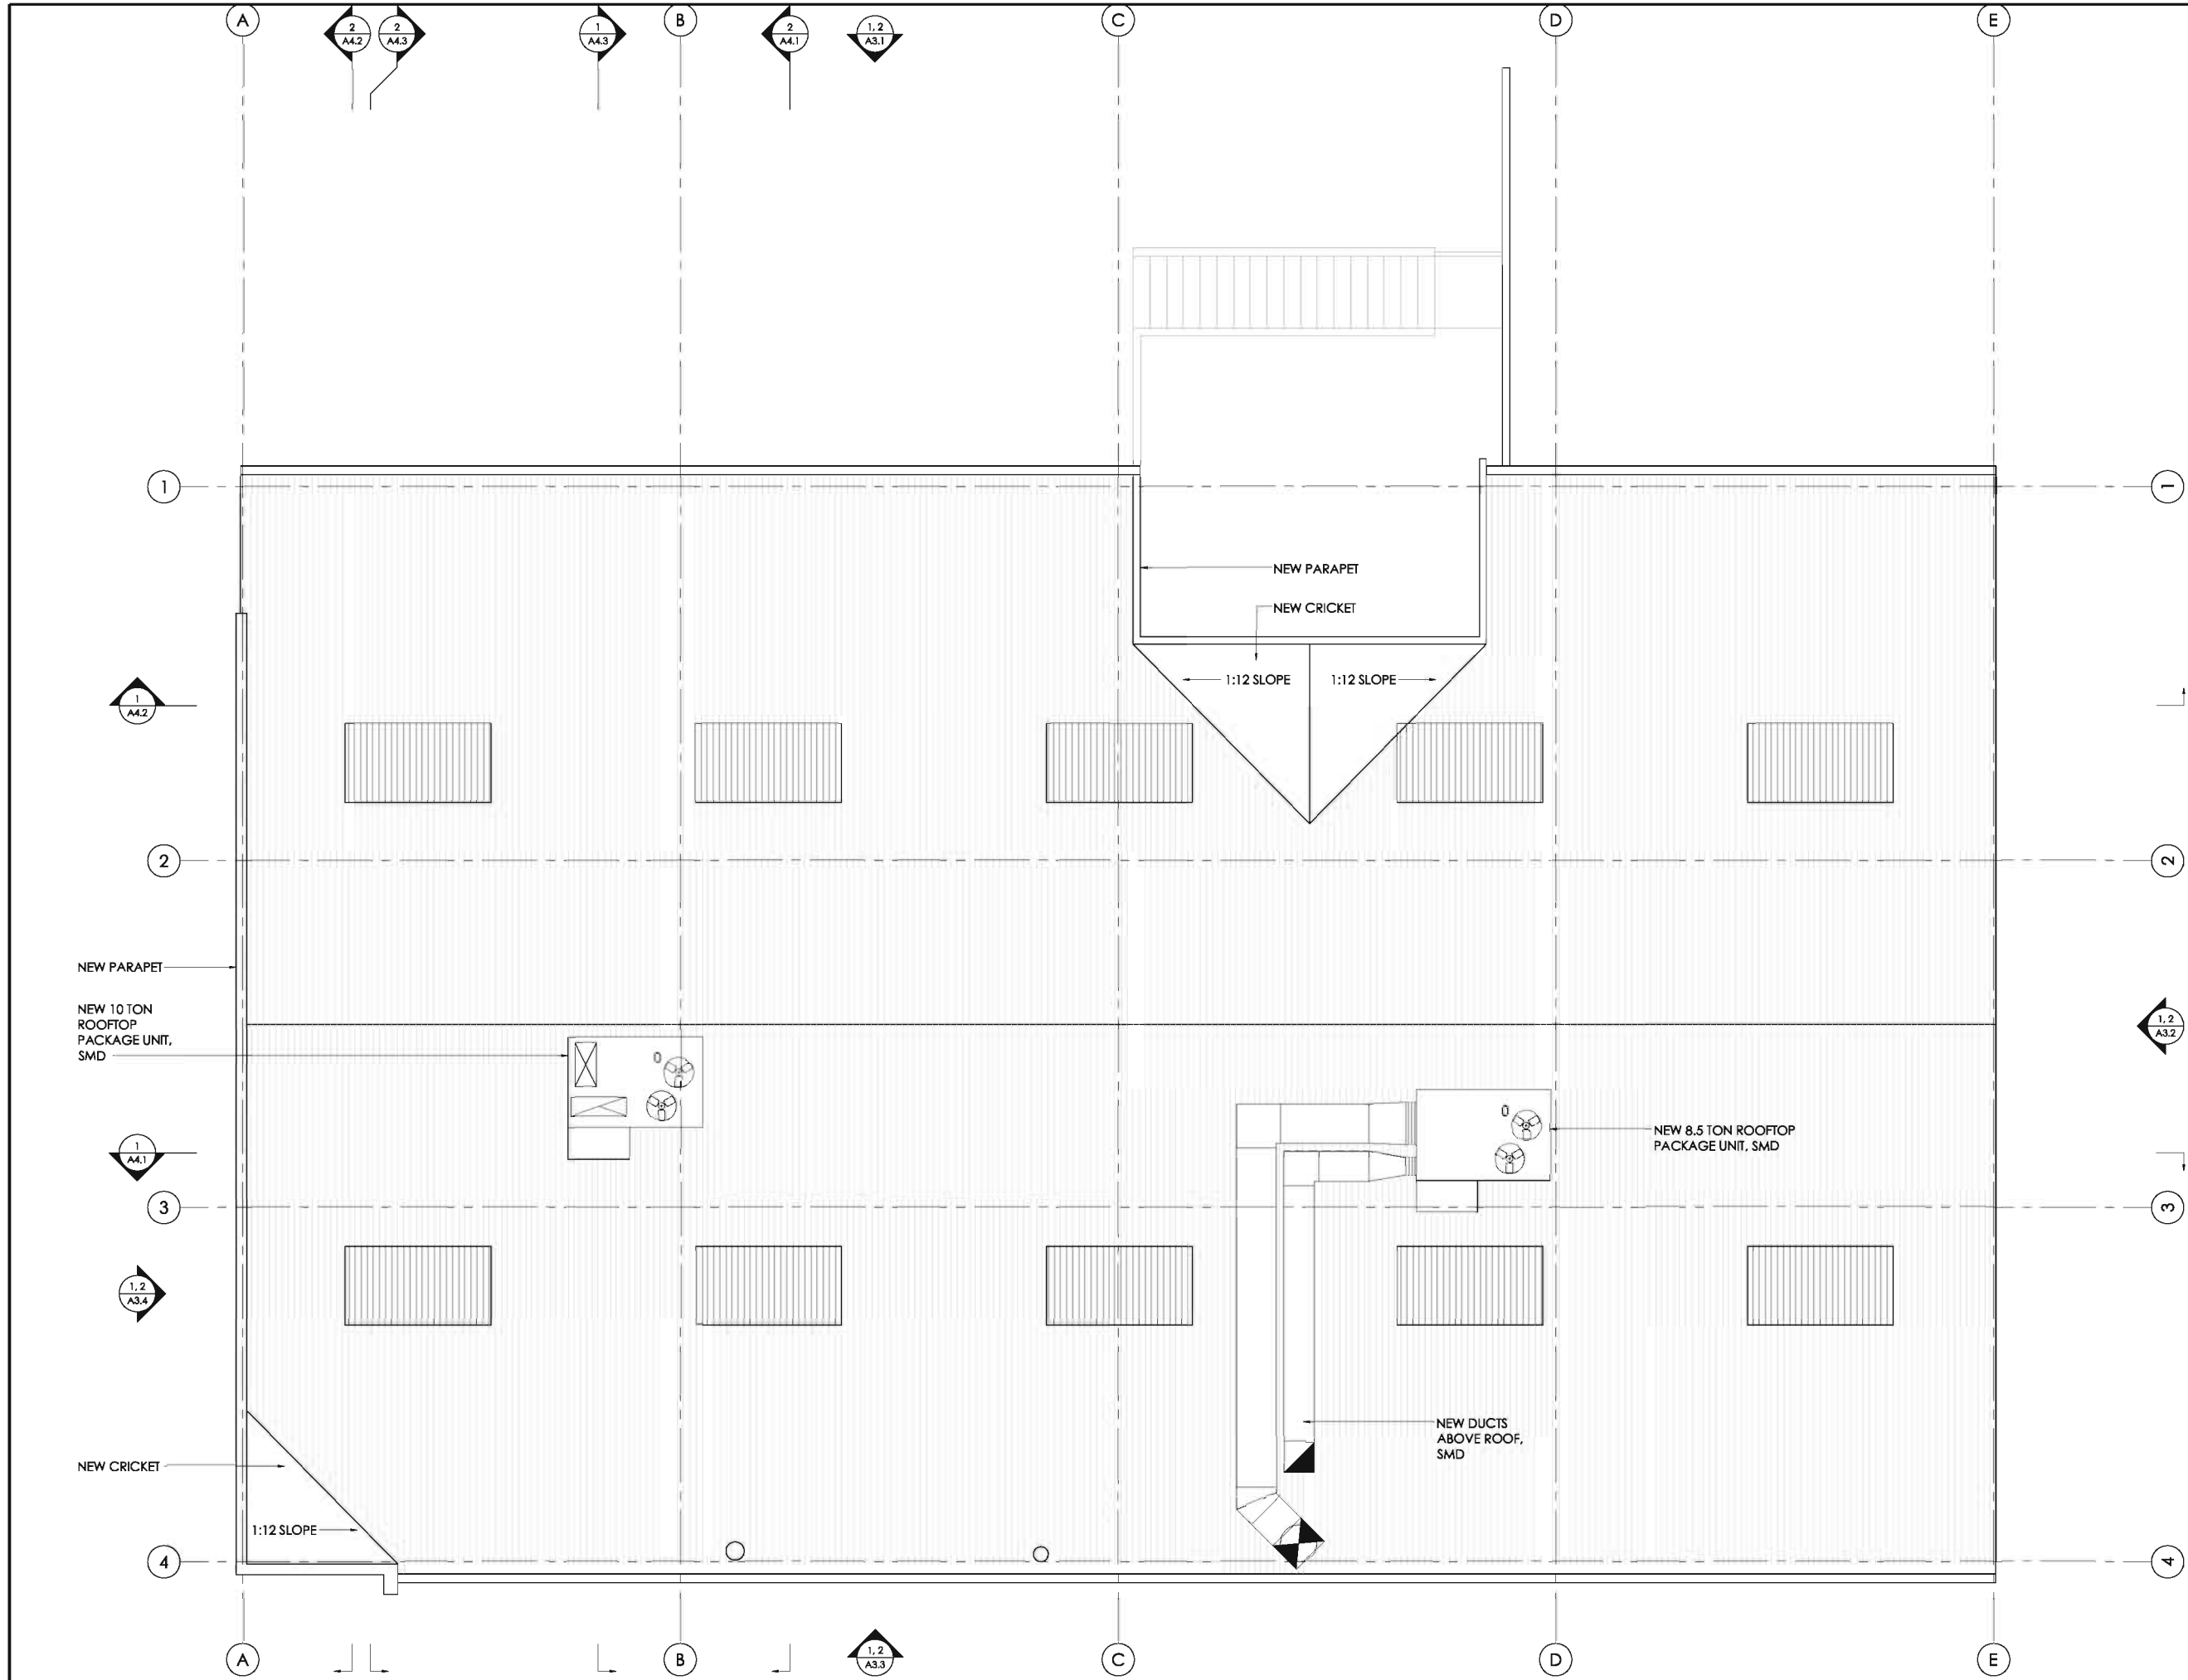 A
2
A4.2
2
A4.3
1
A4.3
B
2
A4.1
1, 2
A3.1
C
D
E
1
1
NEW PARAPET
NEW CRICKET
1:12 SLOPE
1:12 SLOPE
1
A4.2
2
2
NEW PARAPET
NEW 10 TON
ROOFTOP
PACKAGE UNIT,
SMD
1, 2
A3.2
NEW 8.5 TON ROOFTOP
PACKAGE UNIT, SMD
1
A4.1
3
3
1, 2
A3.4
NEW DUCTS
ABOVE ROOF,
SMD
NEW CRICKET
1:12 SLOPE
4
4
A
B
1, 2
A3.3
C
D
E